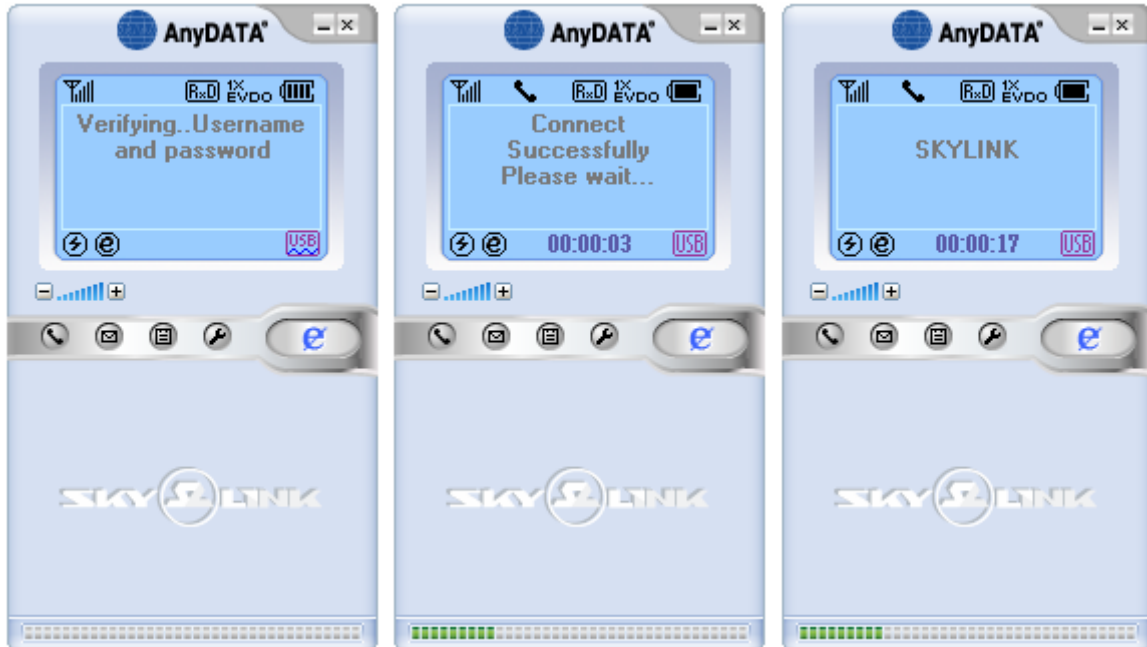 AnyDATA®
RxD 1X EVDO
Verifying..Username
and password
USB
SKYLINK
AnyDATA®
RxD 1X EVDO
Connect
Successfully
Please wait...
00:00:03 USB
SKYLINK
AnyDATA®
RxD 1X EVDO
SKYLINK
00:00:17 USB
SKYLINK